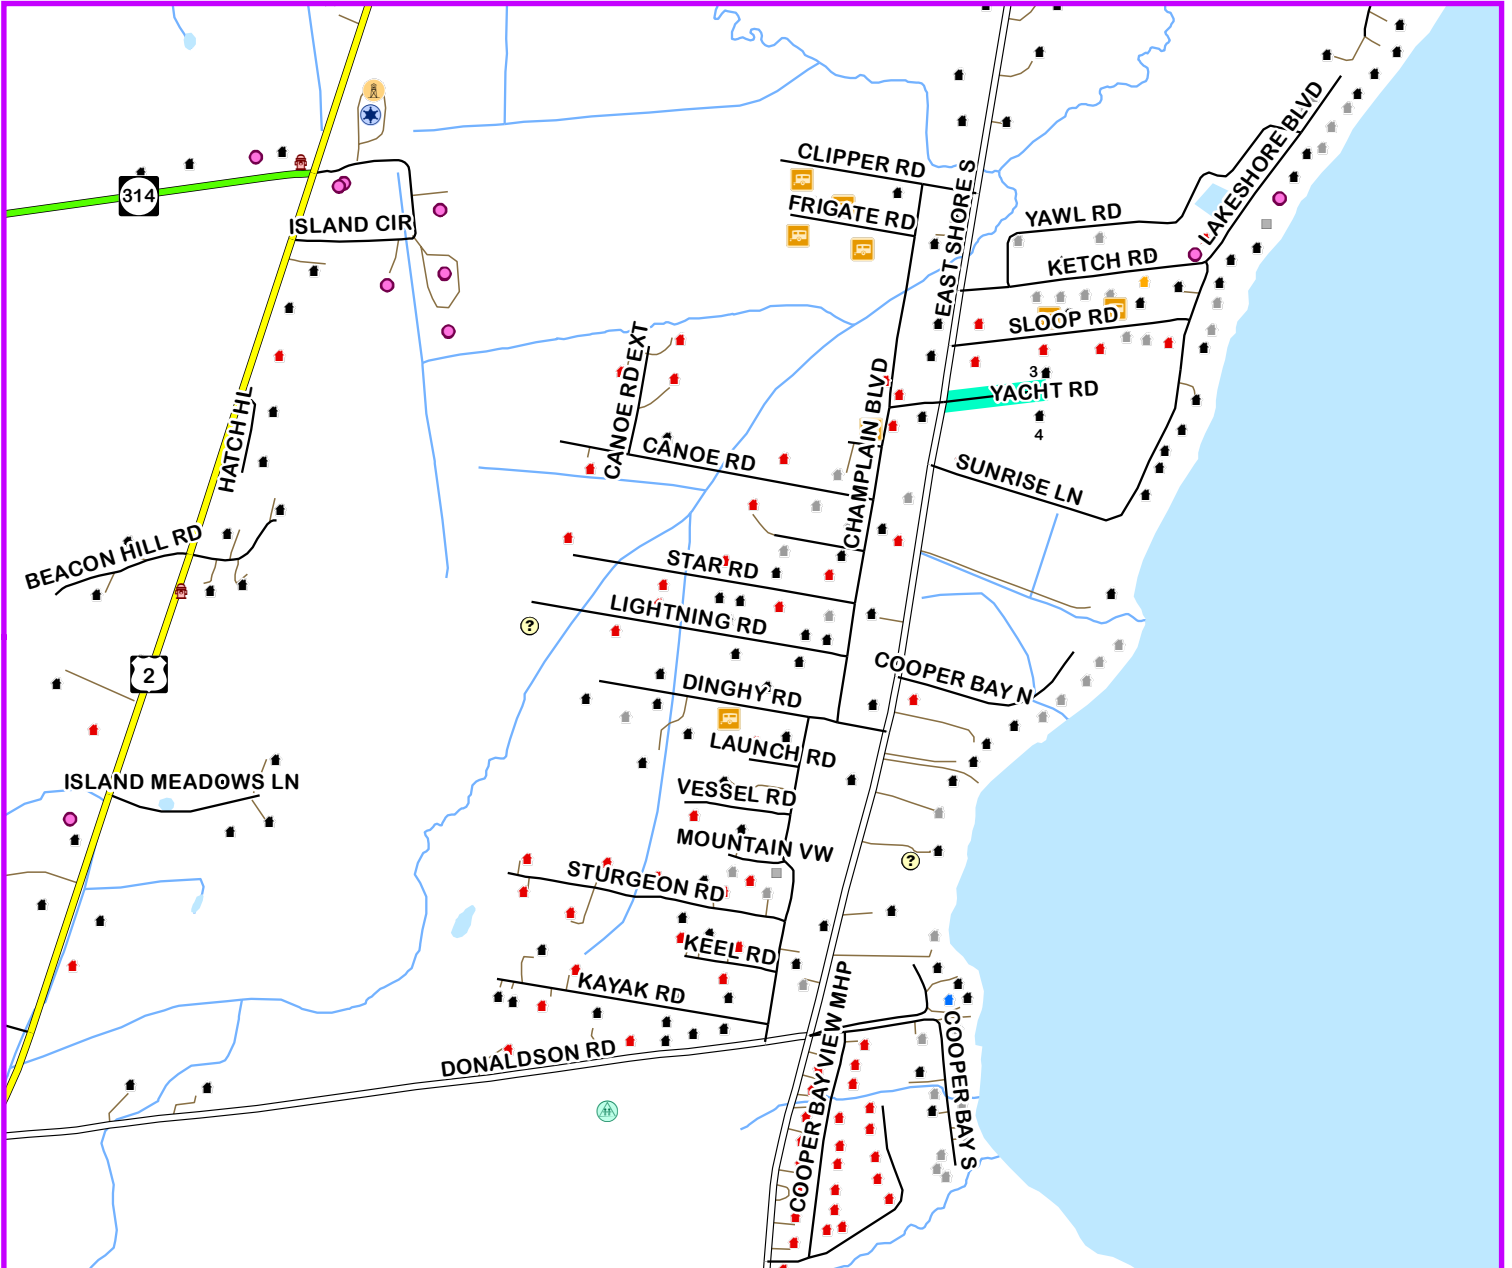 CLIPPER RD
314
FRIGATE RD
ISLAND CIR
EAST SHORE S
YAWL RD
LAKESHORE BLVD
KETCH RD
SLOOP RD
CANOE RD EXT
3
YACHT RD
4
HATCH HL
CHAMPLAIN BLVD
CANOE RD
SUNRISE LN
BEACON HILL RD
STAR RD
LIGHTNING RD
?
2
COOPER BAY N
DINGHY RD
LAUNCH RD
ISLAND MEADOWS LN
VESSEL RD
MOUNTAIN VW
?
STURGEON RD
KEEL RD
KAYAK RD
DONALDSON RD
COOPER BAY VIEW MHP
COOPER BAY S